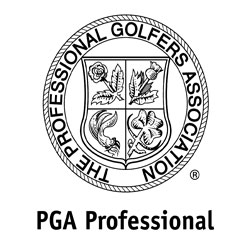 THE PROFESSIONAL GOLFERS ASSOCIATION
®
PGA Professional